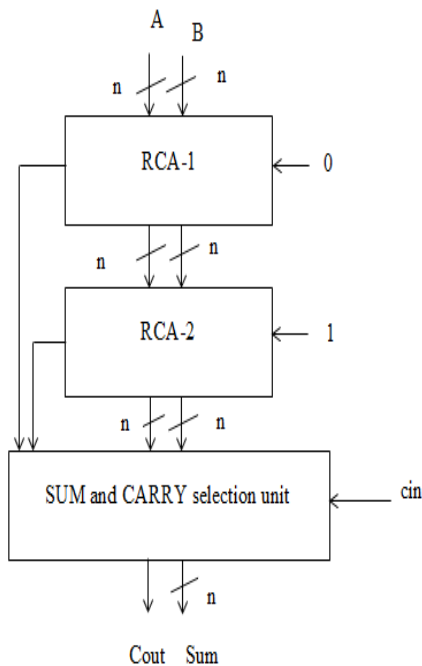 A B
n n
RCA-1 0
n n
RCA-2 1
n n
SUM and CARRY selection unit cin
n
Cout Sum